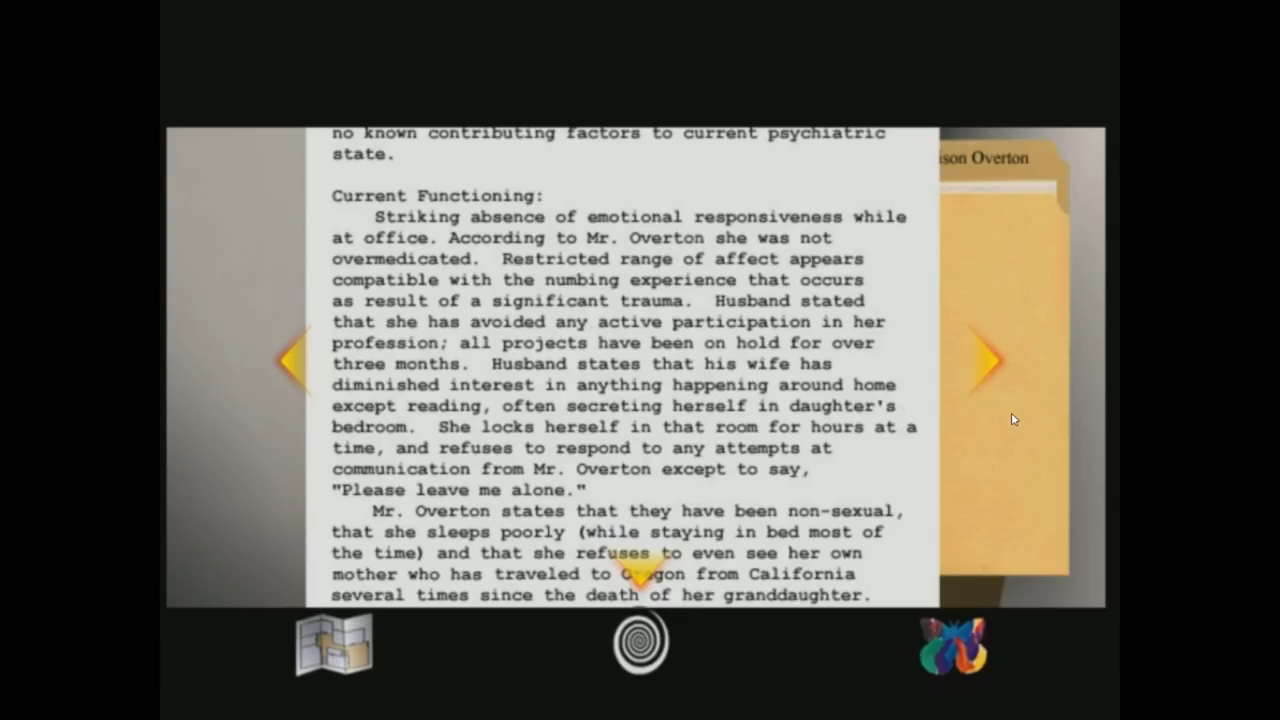 no known contributing factors to current psychiatric
state.
Current Functioning:
Striking absence of emotional responsiveness while
at office. According to Mr. Overton she was not
overmedicated. Restricted range of affect appears
compatible with the numbing experience that occurs
as result of a significant trauma. Husband stated
that she has avoided any active participation in her
profession; all projects have been on hold for over
three months. Husband states that his wife has
diminished interest in anything happening around home
except reading, often secreting herself in daughter's
bedroom. She locks herself in that room for hours at a
time, and refuses to respond to any attempts at
communication from Mr. Overton except to say,
"Please leave me alone."
Mr. Overton states that they have been non-sexual,
that she sleeps poorly (while staying in bed most of
the time) and that she refuses to even see her own
mother who has traveled to Oregon from California
several times since the death of her granddaughter.
ison Overton